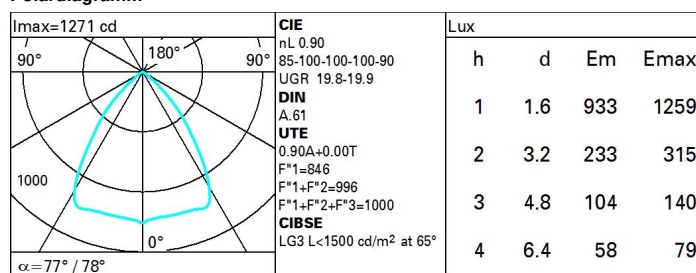 Imax=1271 cd
90°
180°
90°
1000
0°
α=77° / 78°
CIE
nL 0.90
85-100-100-100-90
UGR 19.8-19.9
DIN
A.61
UTE
0.90A+0.00T
F"1=846
F"1+F"2=996
F"1+F"2+F"3=1000
CIBSE
LG3 L<1500 cd/m² at 65°
Lux
h d Em Emax
1 1.6 933 1259
2 3.2 233 315
3 4.8 104 140
4 6.4 58 79